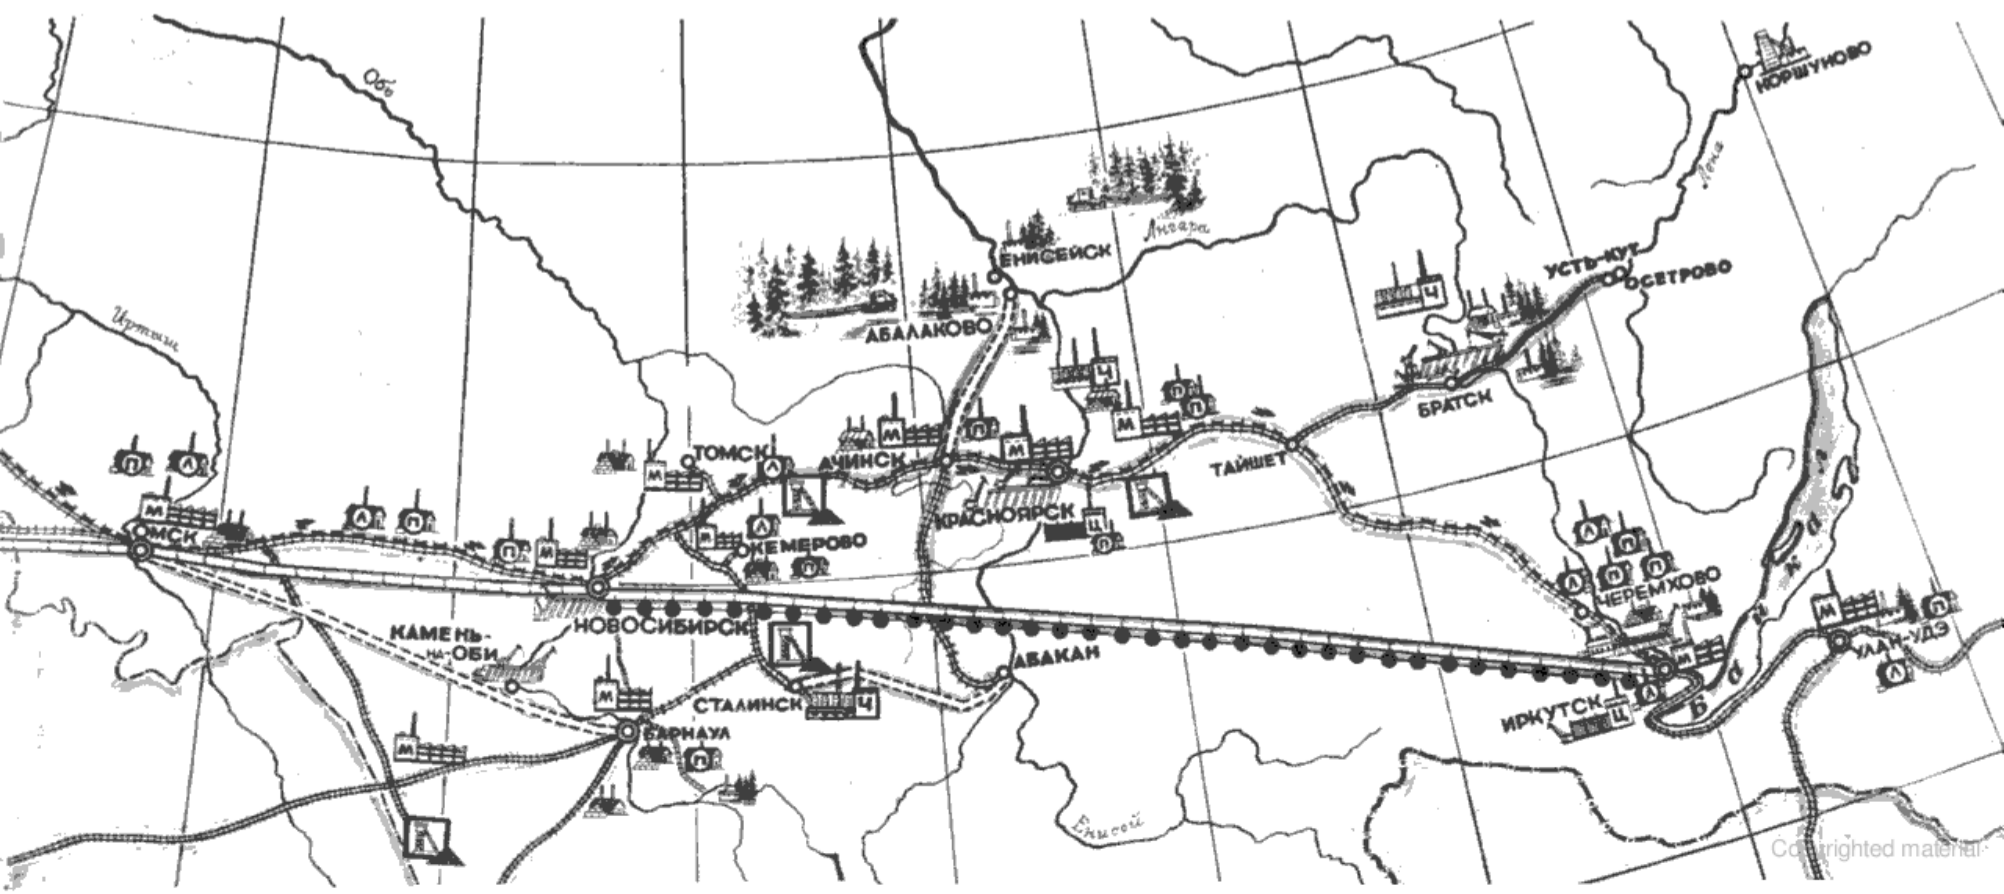 Обь
КОРШУНОВО
Лена
Ангара
ЕНИСЕЙСК
УСТЬ-КУТ
ОСЕТРОВО
Иртыш
АБАЛАКОВО
Ч
Ч
П
П
М
БРАТСК
М
П
М
ТОМСК
Л
АЧИНСК
ТАЙШЕТ
П
Л
М
М
КРАСНОЯРСК
Ц
П
ОМСК
Л
П
П
М
М
Л
КЕМЕРОВО
П
Л
П
Л
П
П
ЧЕРЕМХОВО
НОВОСИБИРСК
КАМЕНЬ-
НА-ОБИ
АБАКАН
М
П
УЛАН-УДЭ
Л
М
Байкал
М
СТАЛИНСК
Ч
ИРКУТСК
Ц
Л
БАРНАУЛ
П
М
Енисей
Copyrighted material